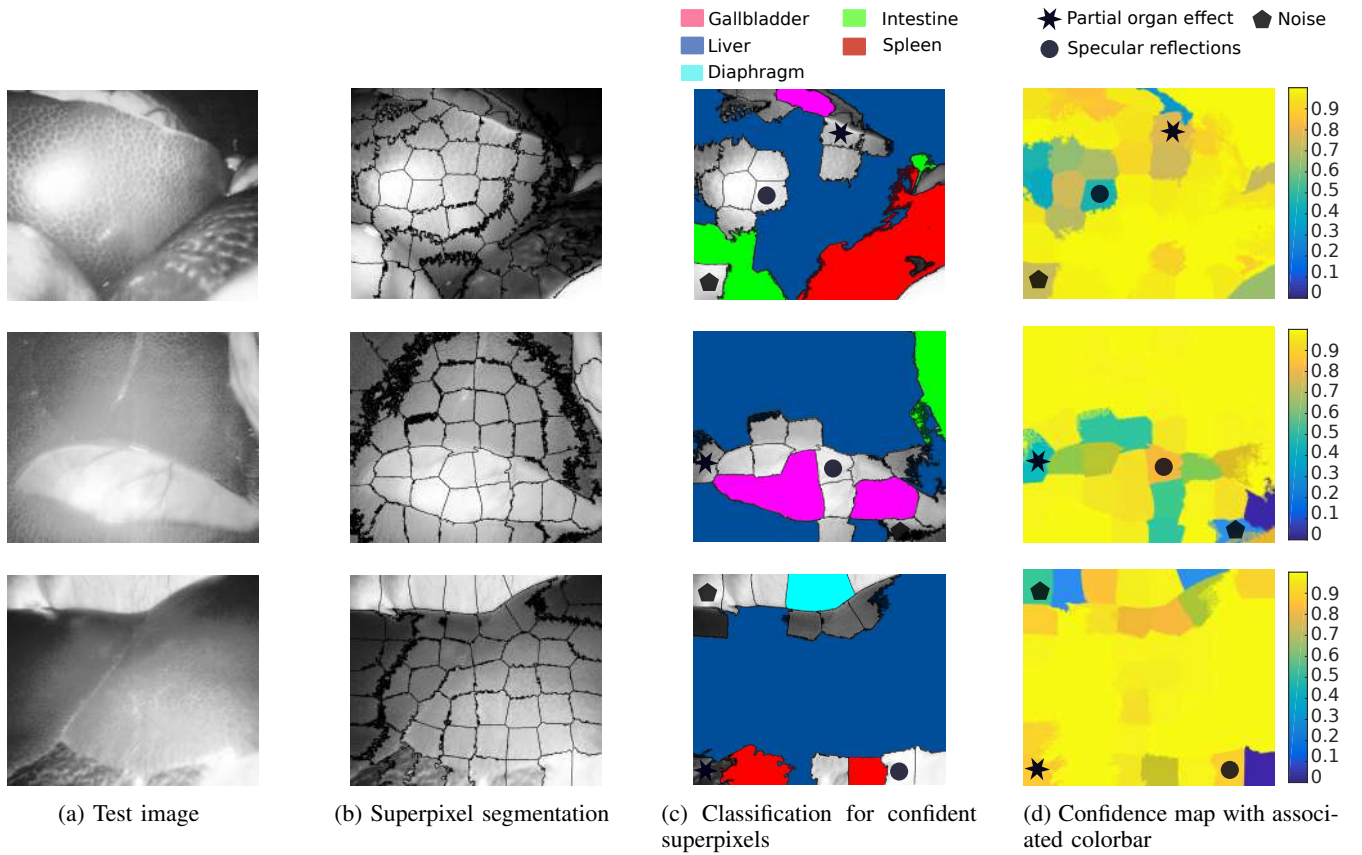 Gallbladder
Intestine
Liver
Spleen
Diaphragm
Partial organ effect
Noise
Specular reflections
0.9
0.8
0.7
0.6
0.5
0.4
0.3
0.2
0.1
0
0.9
0.8
0.7
0.6
0.5
0.4
0.3
0.2
0.1
0
0.9
0.8
0.7
0.6
0.5
0.4
0.3
0.2
0.1
0
(a) Test image
(b) Superpixel segmentation
(c) Classification for confident
superpixels
(d) Confidence map with associ-
ated colorbar